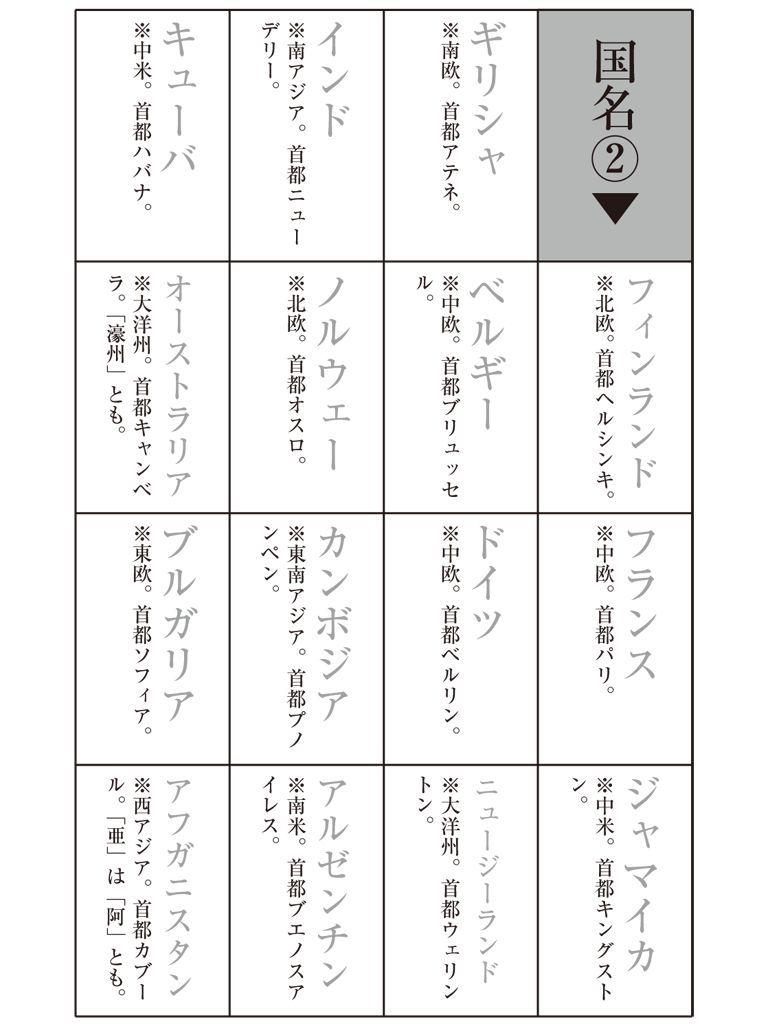 国名②▼
フィンランド
※北欧。首都ヘルシンキ。
フランス
※中欧。首都パリ。
ジャマイカ
※中米。首都キングスト
ン。
ギリシャ
※南欧。首都アテネ。
ベルギー
※中欧。首都ブリュッセ
ル。
ドイツ
※中欧。首都ベルリン。
ニュージーランド
※大洋州。首都ウェリン
トン。
インド
※南アジア。首都ニュー
デリー。
ノルウェー
※北欧。首都オスロ。
カンボジア
※東南アジア。首都プノ
ンペン。
アルゼンチン
※南米。首都ブエノスア
イレス。
キューバ
※中米。首都ハバナ。
オーストラリア
※大洋州。首都キャンベ
ラ。「濠州」とも。
ブルガリア
※東欧。首都ソフィア。
アフガニスタン
※西アジア。首都カブー
ル。「亜」は「阿」とも。